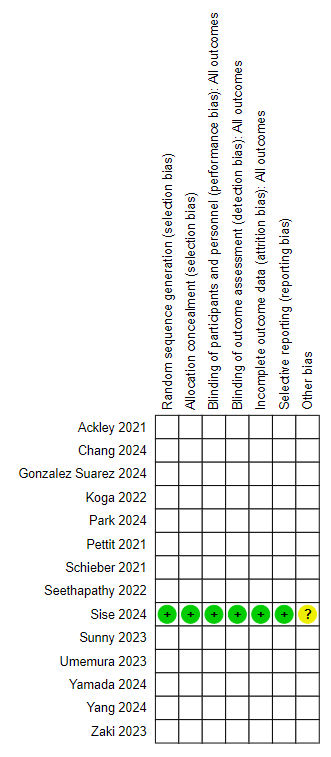 Random sequence generation (selection bias)
Allocation concealment (selection bias)
Blinding of participants and personnel (performance bias): All outcomes
Blinding of outcome assessment (detection bias): All outcomes
Incomplete outcome data (attrition bias): All outcomes
Selective reporting (reporting bias)
Other bias
Ackley 2021
Chang 2024
Gonzalez Suarez 2024
Koga 2022
Park 2024
Pettit 2021
Schieber 2021
Seethapathy 2022
Sise 2024 + + + + + + ?
Sunny 2023
Umemura 2023
Yamada 2024
Yang 2024
Zaki 2023